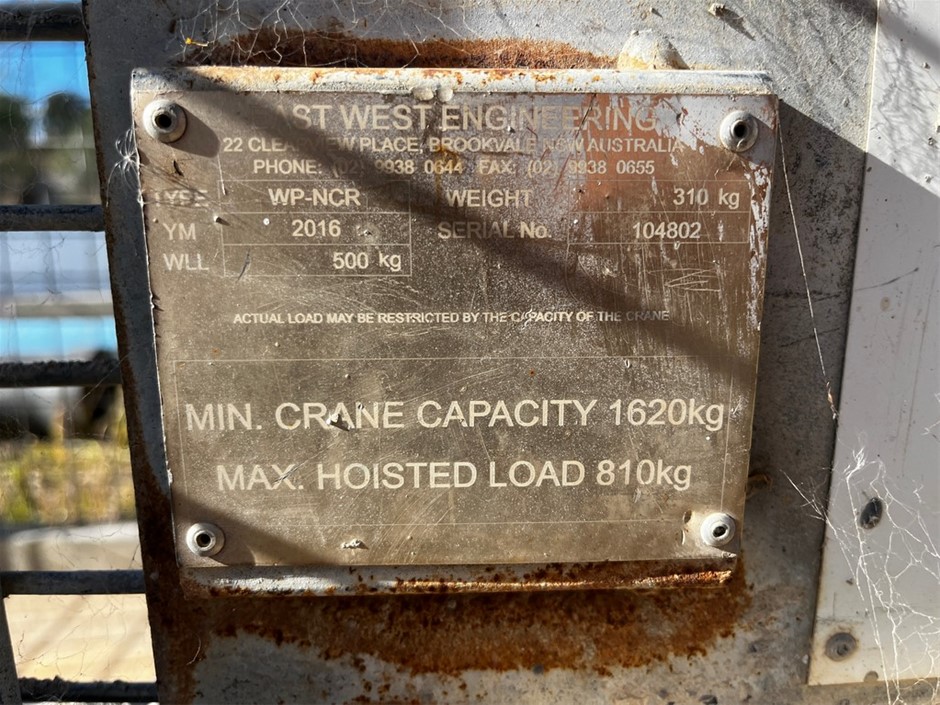 EAST WEST ENGINEERING
22 CLEARVIEW PLACE, BROOKVALE NSW AUSTRALIA
PHONE: (02) 9938 0644 FAX: (02) 9938 0655
TYPE WP-NCR WEIGHT 310 kg
YM 2016 SERIAL No. 104802
WLL 500 kg
ACTUAL LOAD MAY BE RESTRICTED BY THE CAPACITY OF THE CRANE
MIN. CRANE CAPACITY 1620kg
MAX. HOISTED LOAD 810kg